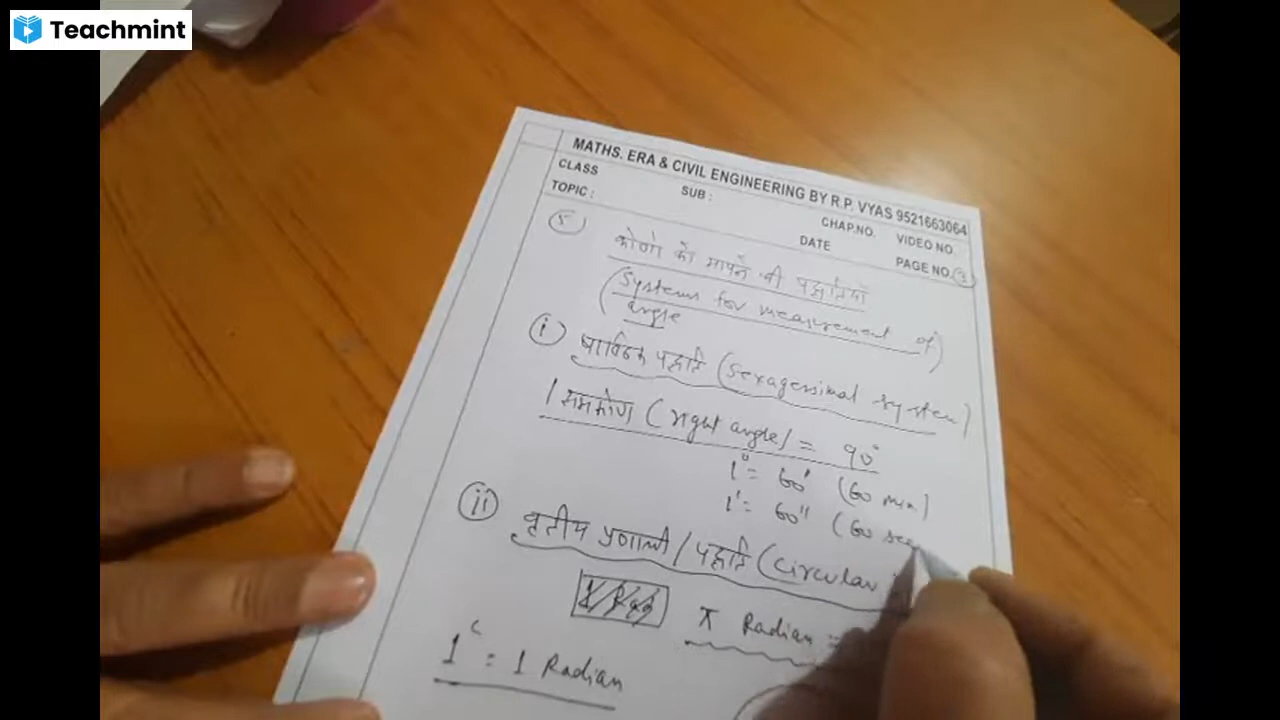 Teachmint
MATHS. ERA & CIVIL ENGINEERING BY R.P. VYAS 9521663064
CLASS SUB : CHAP.NO. VIDEO NO.
TOPIC : DATE PAGE NO. 3
5 कोणो को मापने की पद्धतियाँ
(Systems for measurement of
angle)
i षाष्टिक पद्धति (Sexagessimal system)
1 समकोण (right angle) = 90°
1° = 60' (60 min)
1' = 60" (60 sec
ii वृतीय प्रणाली / पद्धति (Circular
π Radian =
1ᶜ = 1 Radian